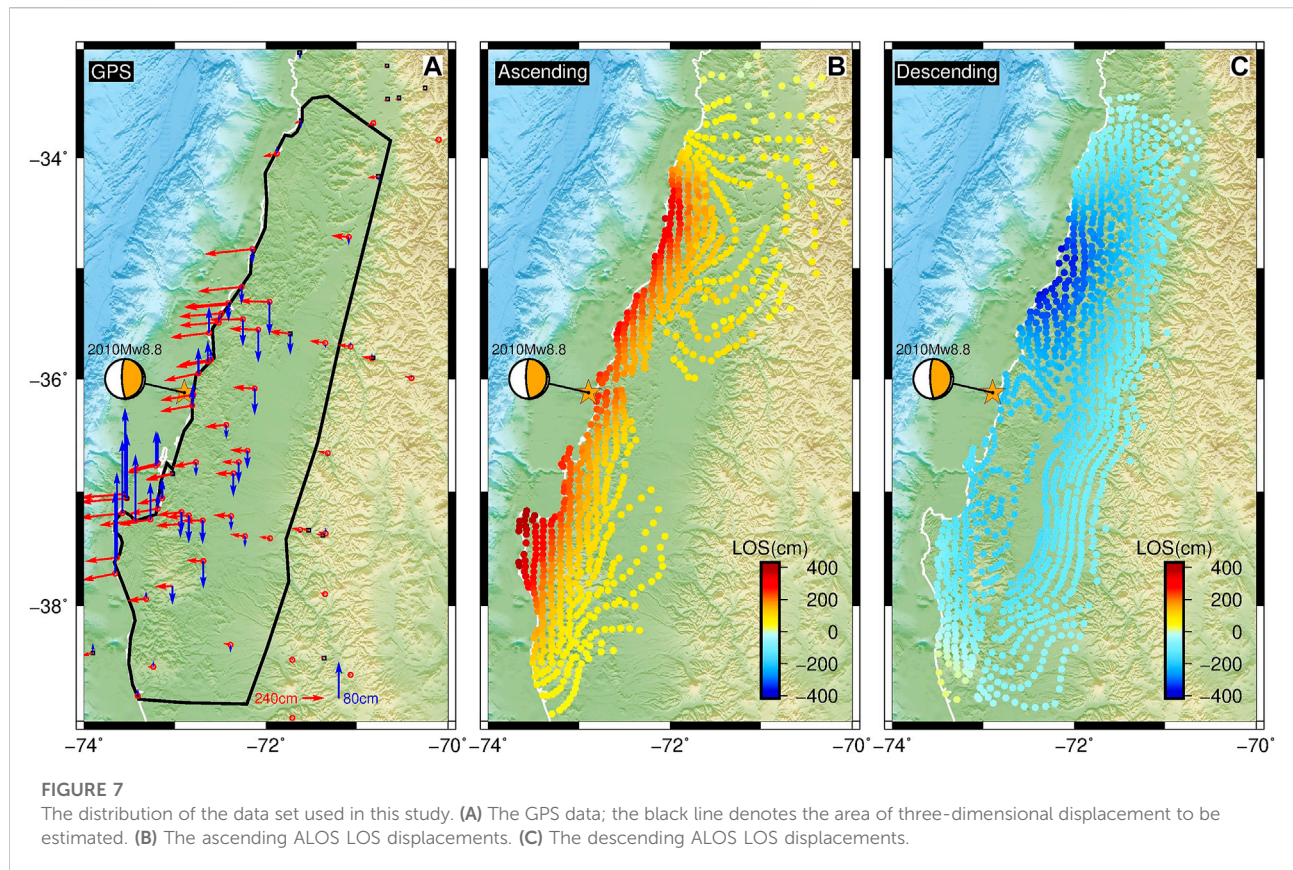 GPS
A
Ascending
B
Descending
C
−34°
−36°
−38°
2010Mw8.8
2010Mw8.8
2010Mw8.8
240cm
80cm
LOS(cm)
400
200
0
−200
−400
LOS(cm)
400
200
0
−200
−400
−74°
−72°
−70°
−74°
−72°
−70°
−74°
−72°
−70°
FIGURE 7
The distribution of the data set used in this study. (A) The GPS data; the black line denotes the area of three-dimensional displacement to be
estimated. (B) The ascending ALOS LOS displacements. (C) The descending ALOS LOS displacements.